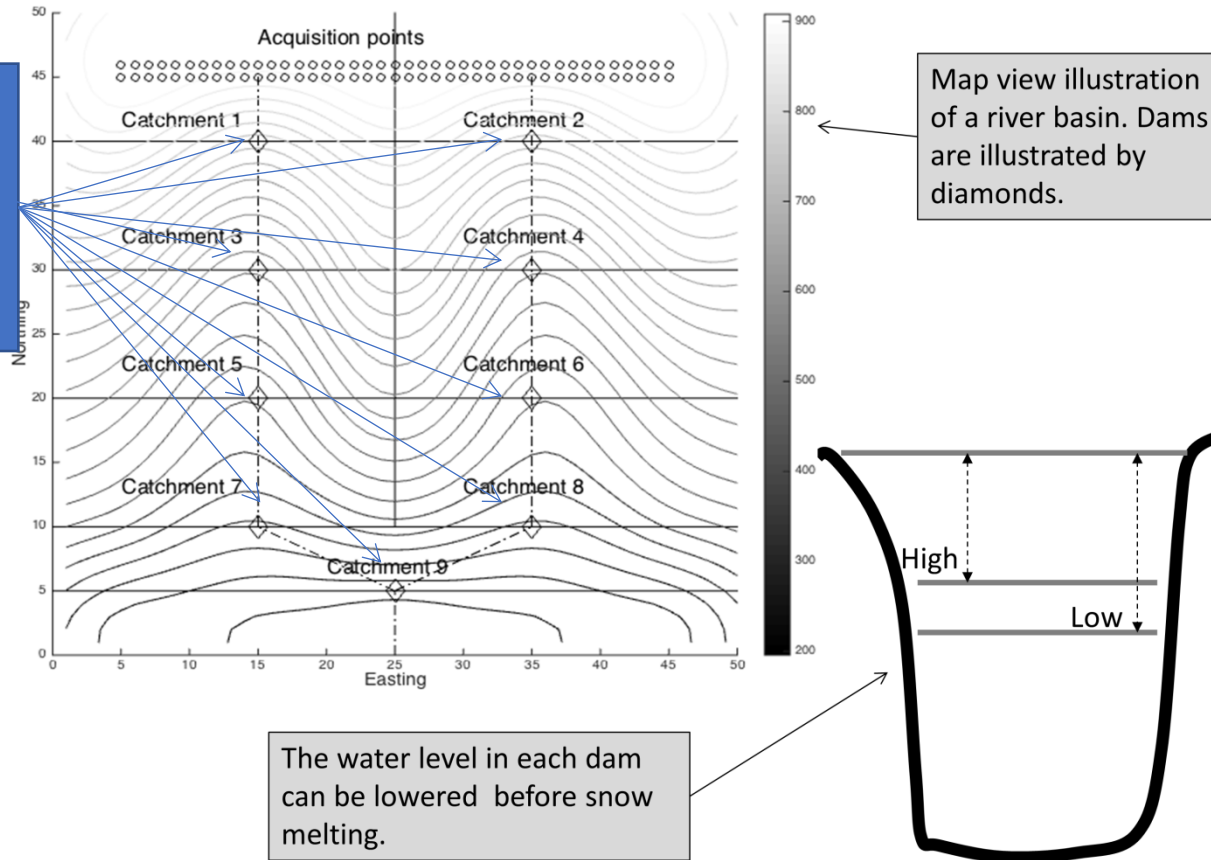 50
Acquisition points
45
Catchment 1
Catchment 2
40
35
Catchment 3
Catchment 4
30
25
Catchment 5
Catchment 6
20
15
Catchment 7
Catchment 8
10
Catchment 9
5
0
Northing
0 5 10 15 20 25 30 35 40 45 50
Easting
900
800
700
600
500
400
300
200
Map view illustration
of a river basin. Dams
are illustrated by
diamonds.
High
Low
The water level in each dam
can be lowered before snow
melting.